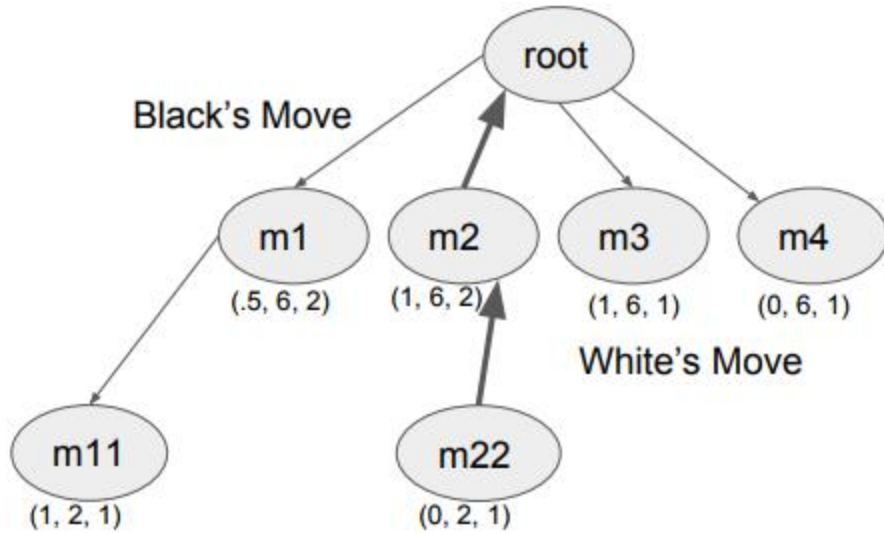 root
Black's Move
m1
m2
m3
m4
(.5, 6, 2)
(1, 6, 2)
(1, 6, 1)
(0, 6, 1)
White's Move
m11
m22
(1, 2, 1)
(0, 2, 1)